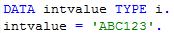 DATA intvalue TYPE i.
intvalue = 'ABC123'.